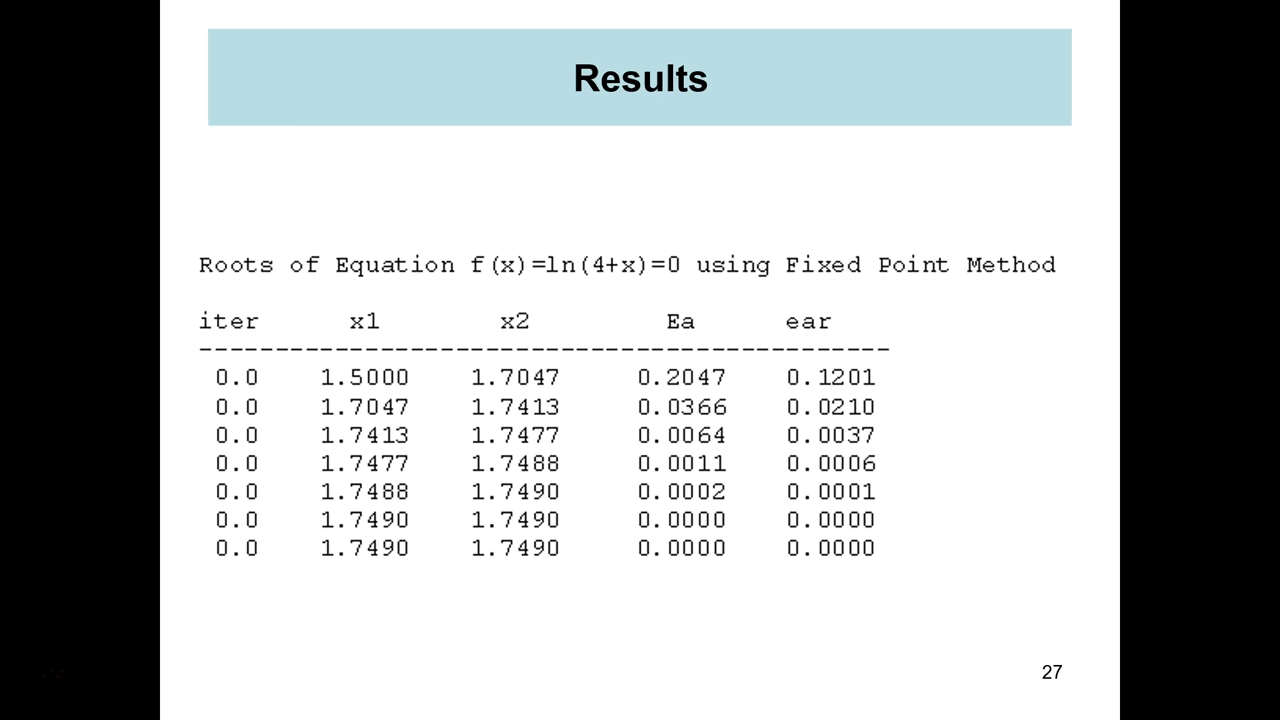 Results
Roots of Equation f(x)=ln(4+x)=0 using Fixed Point Method
iter x1 x2 Ea ear
----------------------------------------------
0.0 1.5000 1.7047 0.2047 0.1201
0.0 1.7047 1.7413 0.0366 0.0210
0.0 1.7413 1.7477 0.0064 0.0037
0.0 1.7477 1.7488 0.0011 0.0006
0.0 1.7488 1.7490 0.0002 0.0001
0.0 1.7490 1.7490 0.0000 0.0000
0.0 1.7490 1.7490 0.0000 0.0000
27